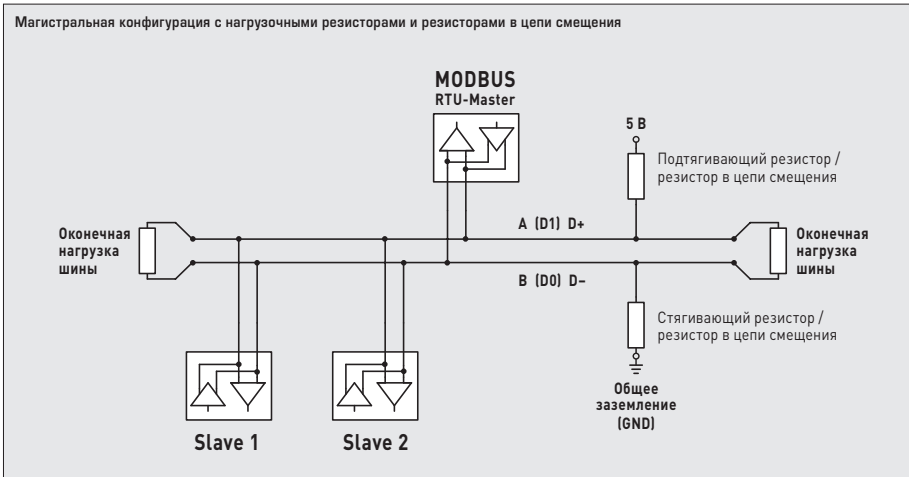 Магистральная конфигурация с нагрузочными резисторами и резисторами в цепи смещения
MODBUS
RTU-Master
5 В
Подтягивающий резистор /
резистор в цепи смещения
A (D1) D+
Оконечная
нагрузка
шины
Оконечная
нагрузка
шины
B (D0) D–
Стягивающий резистор /
резистор в цепи смещения
Общее
заземление
(GND)
Slave 1
Slave 2